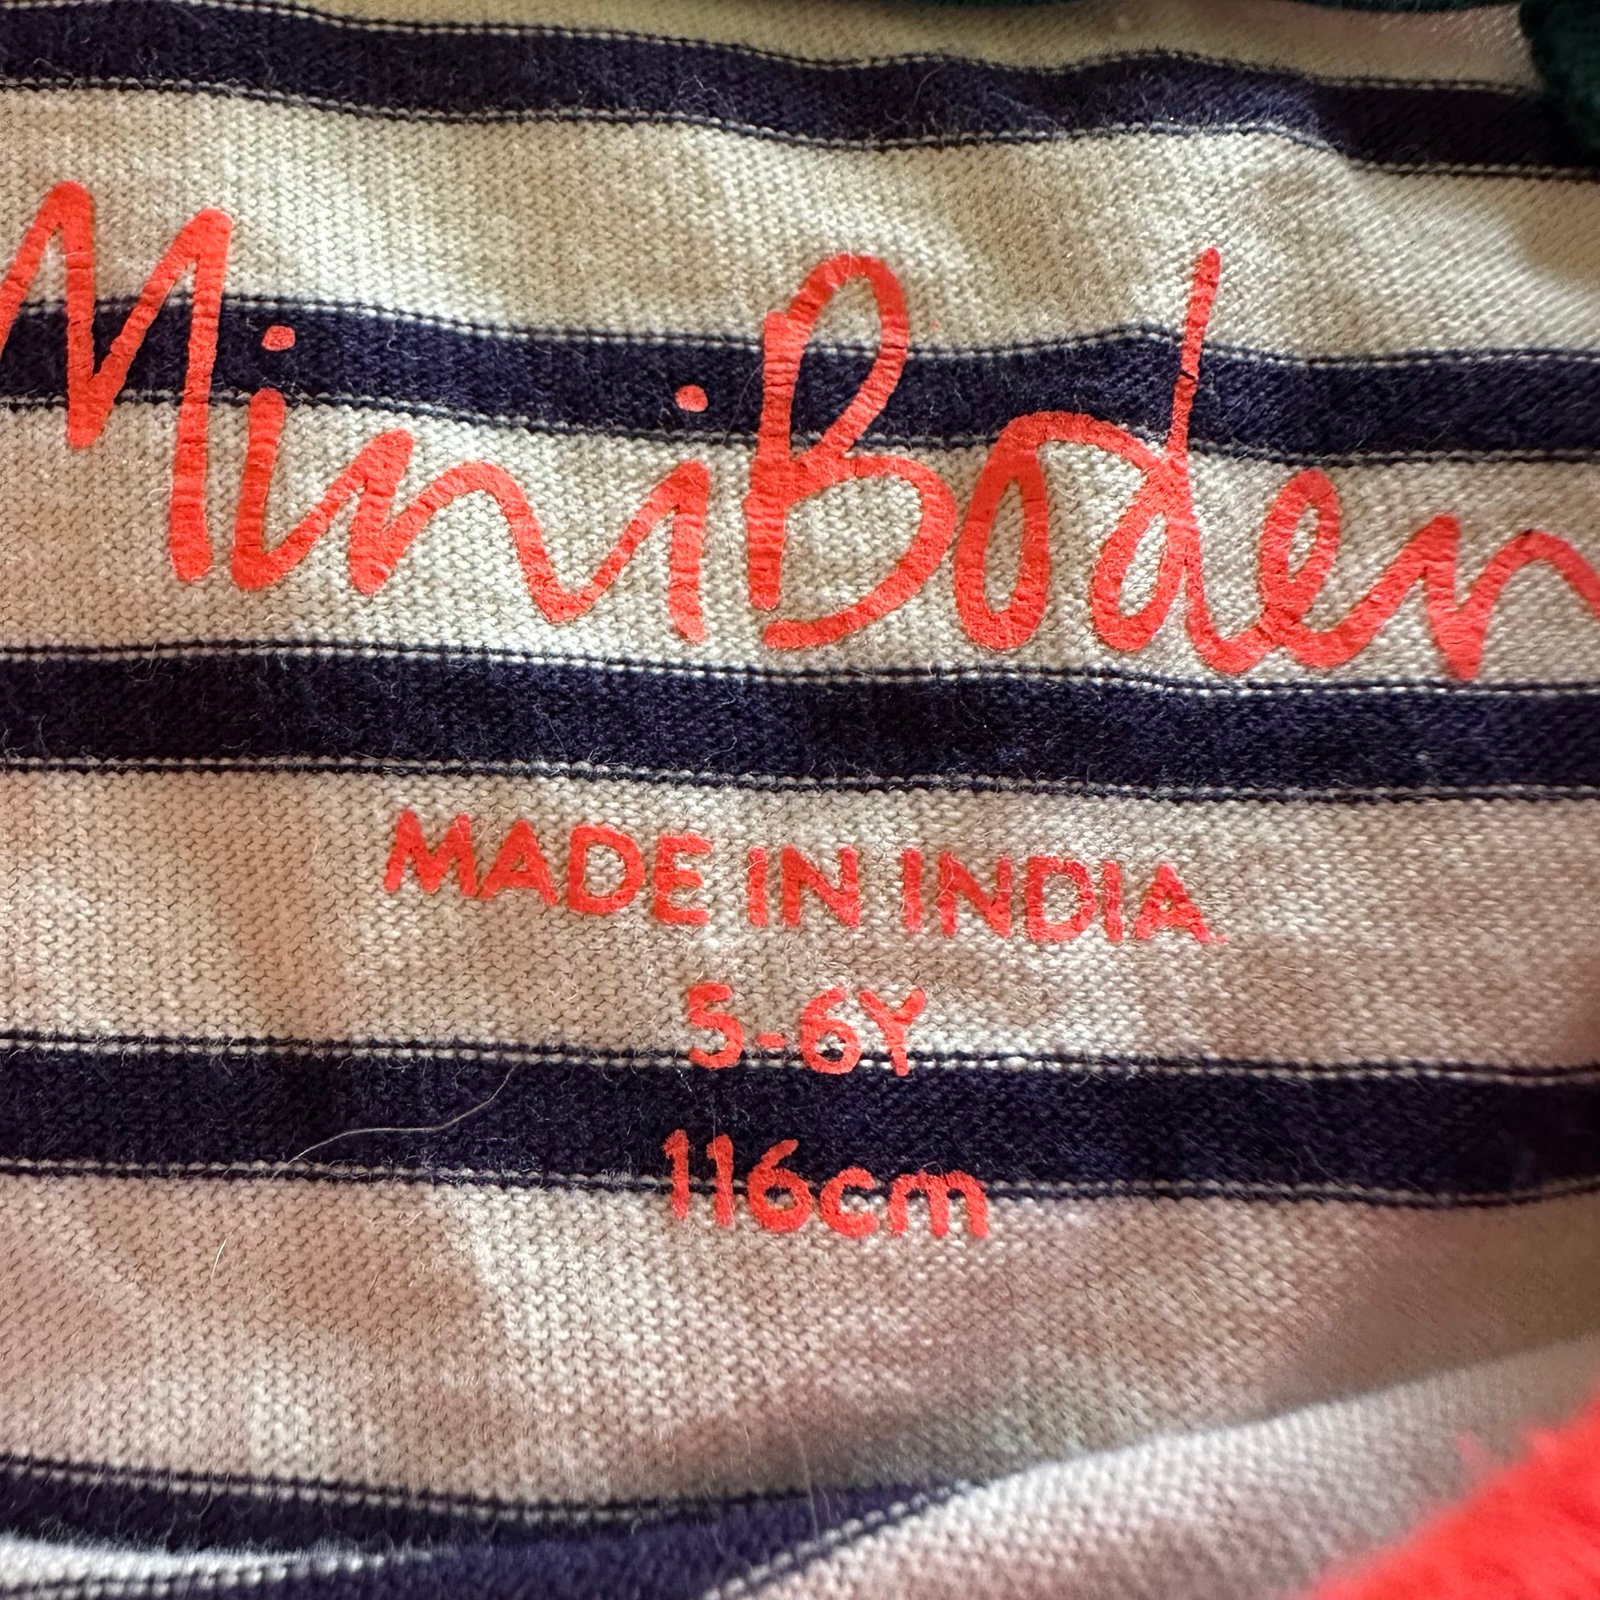 MiniBoden
MADE IN INDIA
5-6Y
116cm